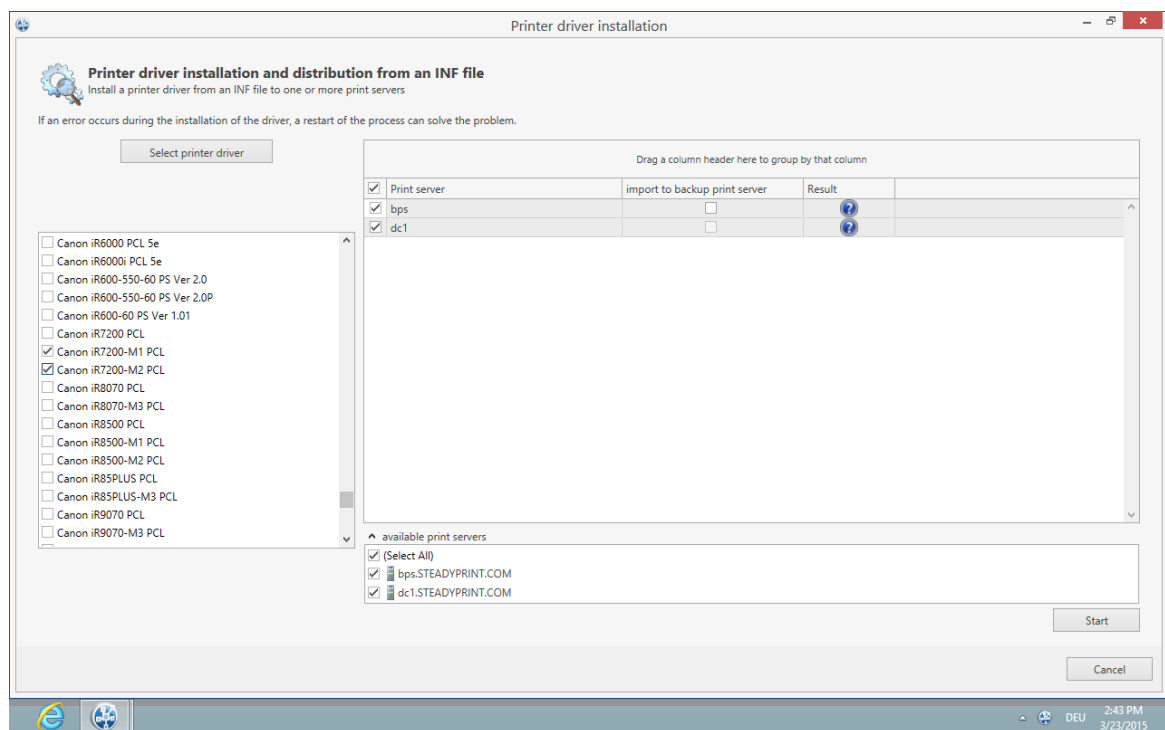 Printer driver installation
Printer driver installation and distribution from an INF file
Install a printer driver from an INF file to one or more print servers
If an error occurs during the installation of the driver, a restart of the process can solve the problem.
Select printer driver
Drag a column header here to group by that column
Print server import to backup print server Result
bps
dc1
Canon iR6000 PCL 5e
Canon iR6000i PCL 5e
Canon iR600-550-60 PS Ver 2.0
Canon iR600-550-60 PS Ver 2.0P
Canon iR600-60 PS Ver 1.01
Canon iR7200 PCL
Canon iR7200-M1 PCL
Canon iR7200-M2 PCL
Canon iR8070 PCL
Canon iR8070-M3 PCL
Canon iR8500 PCL
Canon iR8500-M1 PCL
Canon iR8500-M2 PCL
Canon iR85PLUS PCL
Canon iR85PLUS-M3 PCL
Canon iR9070 PCL
Canon iR9070-M3 PCL
available print servers
(Select All)
bps.STEADYPRINT.COM
dc1.STEADYPRINT.COM
Start
Cancel
DEU
2:43 PM
3/23/2015